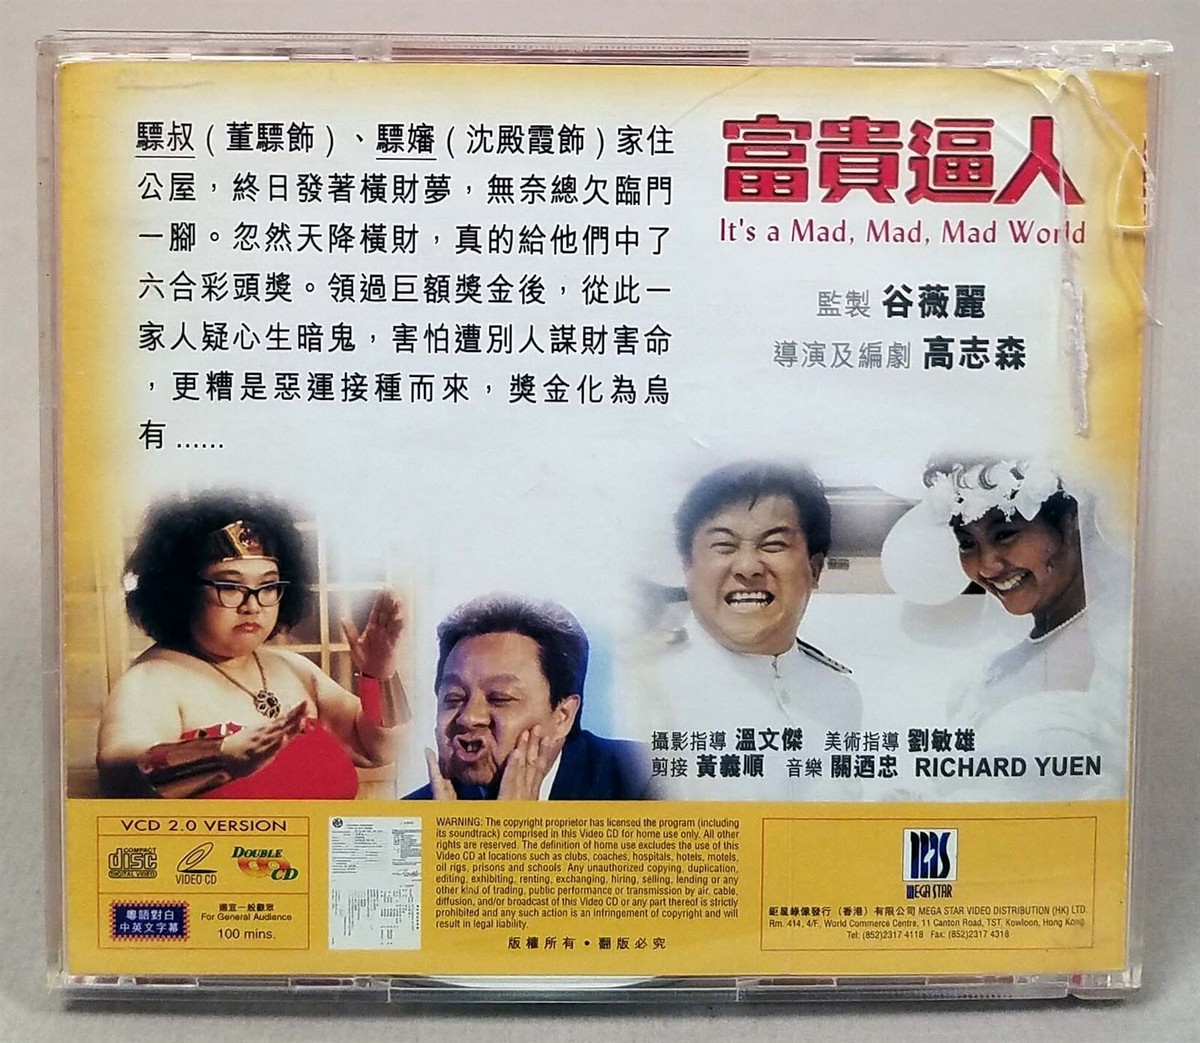 驃叔（董驃飾）、驃嬸（沈殿霞飾）家住
公屋，終日發著橫財夢，無奈總欠臨門
一腳。忽然天降橫財，真的給他們中了
六合彩頭獎。領過巨額獎金後，從此一
家人疑心生暗鬼，害怕遭別人謀財害命
，更糟是惡運接種而來，獎金化為烏
有......
富貴逼人
It's a Mad, Mad, Mad World
監製 谷薇麗
導演及編劇 高志森
攝影指導 溫文傑 美術指導 劉敏雄
剪接 黃義順 音樂 關迺忠 RICHARD YUEN
VCD 2.0 VERSION
COMPACT
disc
DIGITAL VIDEO
VIDEO CD
DOUBLE
CD
粵語對白
中英文字幕
適宜一般觀眾
For General Audience
100 mins.
WARNING: The copyright proprietor has licensed the program (including
its soundtrack) comprised in this Video CD for home use only. All other
rights are reserved. The definition of home use excludes the use of this
Video CD at locations such as clubs, coaches, hospitals, hotels, motels,
oil rigs, prisons and schools. Any unauthorized copying, duplication,
editing, exhibiting, renting, exchanging, hiring, selling, lending or any
other kind of trading, public performance or transmission by air, cable,
diffusion, and/or broadcast of this Video CD or any part thereof is strictly
prohibited and any such action is an infringement of copyright and will
result in legal liability.
版權所有•翻版必究
MEGA STAR
鉅星錄像發行（香港）有限公司 MEGA STAR VIDEO DISTRIBUTION (HK) LTD.
Rm. 414, 4/F., World Commerce Centre, 11 Canton Road, TST, Kowloon, Hong Kong
Tel: (852)2317 4118 Fax: (852)2317 4318